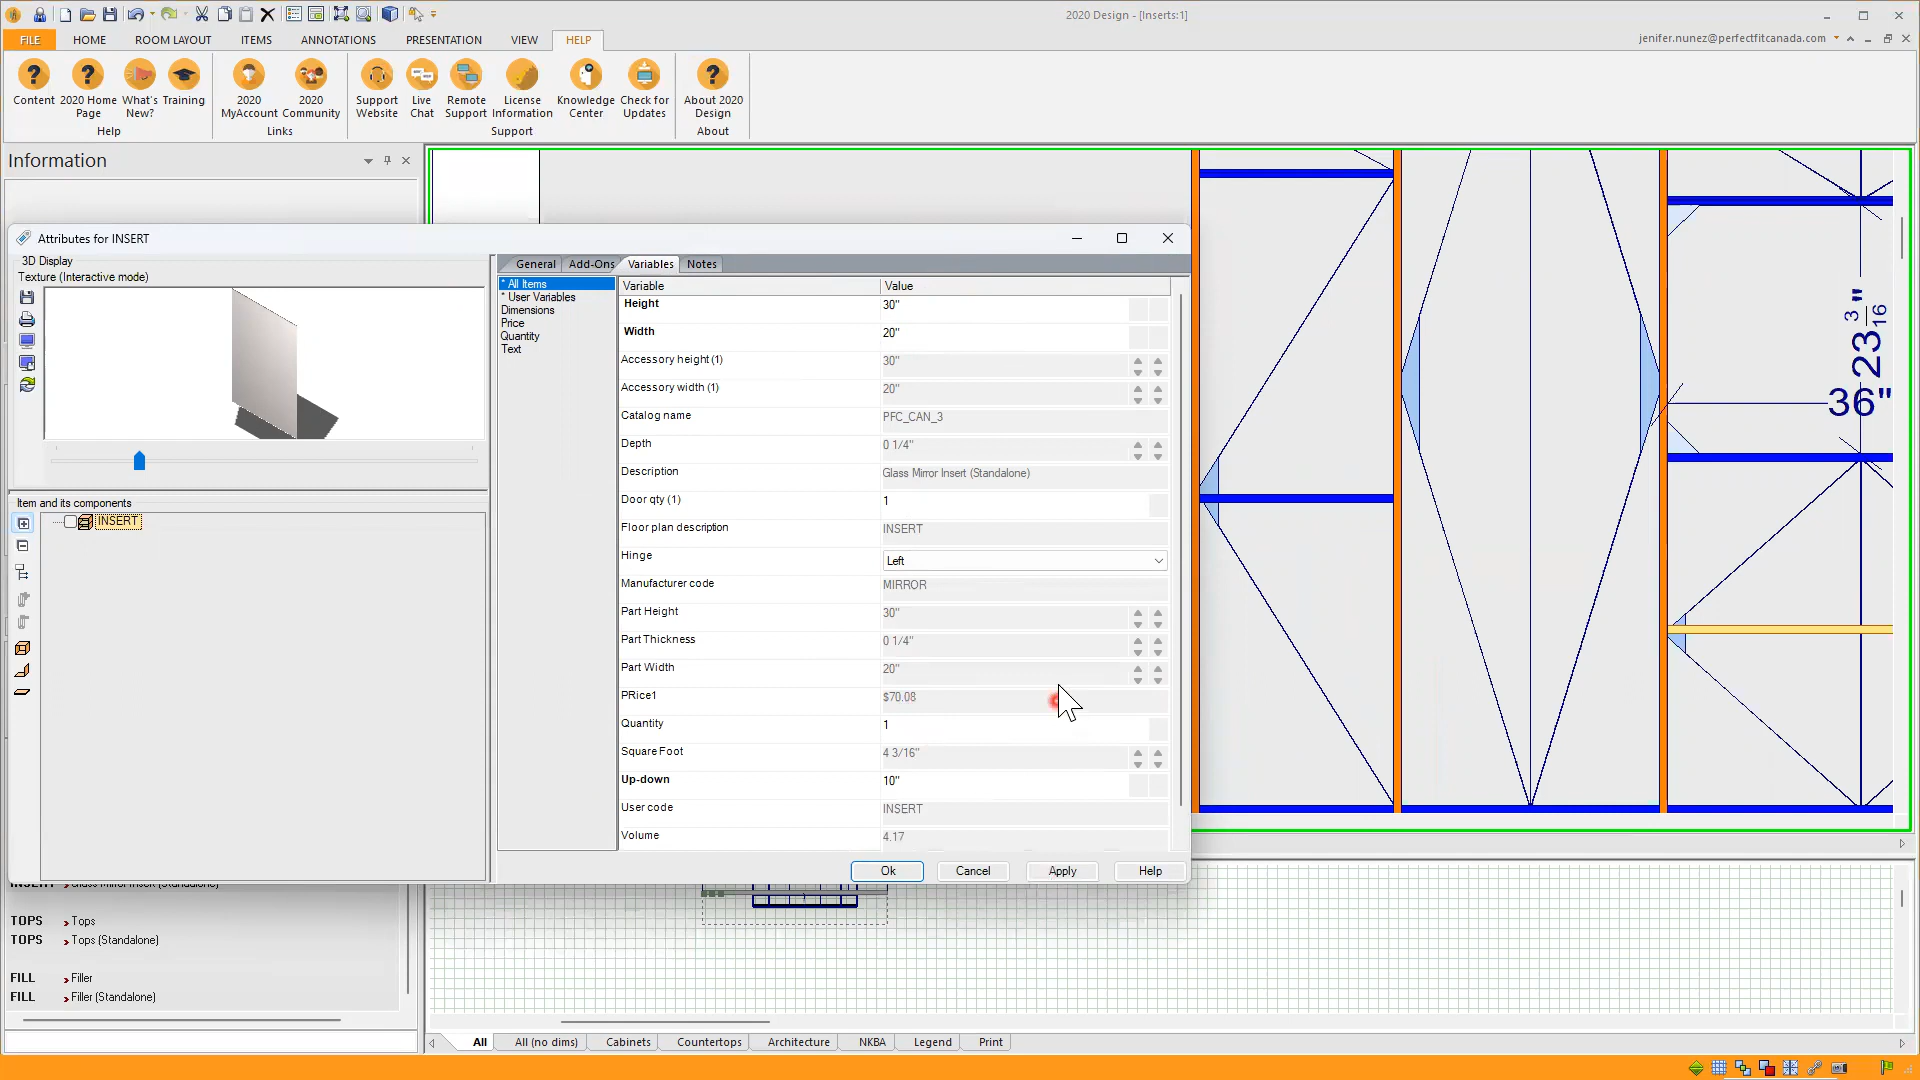 2020 Design - [Inserts:1]
FILE HOME ROOM LAYOUT ITEMS ANNOTATIONS PRESENTATION VIEW HELP
jenifer.nunez@perfectfitcanada.com
Content
2020 Home Page
What's New?
Training
2020 MyAccount
2020 Community
Support Website
Live Chat
Remote Support
License Information
Knowledge Center
Check for Updates
About 2020 Design
Help Links Support About
Information
Attributes for INSERT
3D Display
Texture (Interactive mode)
General Add-Ons Variables Notes
* All Items
* User Variables
Dimensions
Price
Quantity
Text
Variable Value
Height 30"
Width 20"
Accessory height (1) 30"
Accessory width (1) 20"
Catalog name PFC_CAN_3
Depth 0 1/4"
Description Glass Mirror Insert (Standalone)
Door qty (1) 1
Floor plan description INSERT
Hinge Left
Manufacturer code MIRROR
Part Height 30"
Part Thickness 0 1/4"
Part Width 20"
PRice1 $70.08
Quantity 1
Square Foot 4 3/16"
Up-down 10"
User code INSERT
Volume 4.17
Item and its components
INSERT
Ok Cancel Apply Help
23 3/16"
36"
TOPS Tops
TOPS Tops (Standalone)
FILL Filler
FILL Filler (Standalone)
All All (no dims) Cabinets Countertops Architecture NKBA Legend Print